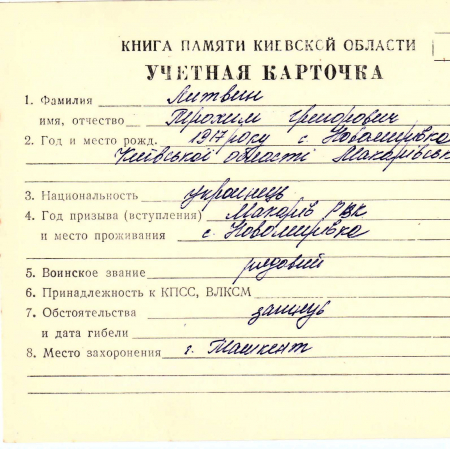 КНИГА ПАМЯТИ КИЕВСКОЙ ОБЛАСТИ
УЧЕТНАЯ КАРТОЧКА
1. Фамилия Литвин
имя, отчество Григорович
2. Год и место рожд. 1917 року с. Новомирівка
Київської області Макарівськ
3. Национальность українець
4. Год призыва (вступления) Макарів РВК
и место проживания с. Новомирівка
5. Воинское звание рядовий
6. Принадлежность к КПСС, ВЛКСМ
7. Обстоятельства загинув
и дата гибели
8. Место захоронения г. Ташкент